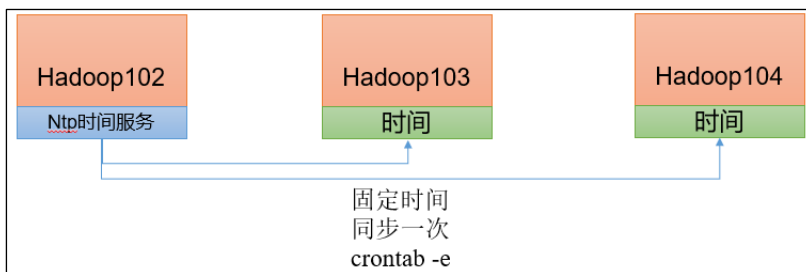 Hadoop102
Hadoop103
Hadoop104
Ntp时间服务
时间
时间
固定时间
同步一次
crontab -e